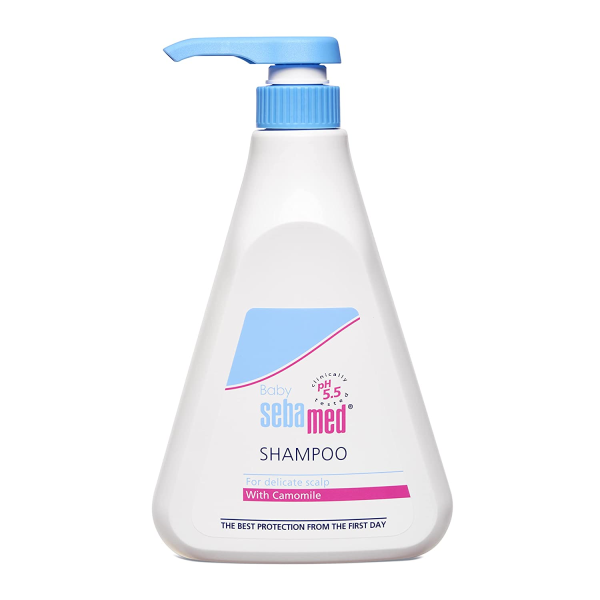 clinically
pH
5.5
tested
Baby
sebamed®
SHAMPOO
For delicate scalp
With Camomile
THE BEST PROTECTION FROM THE FIRST DAY